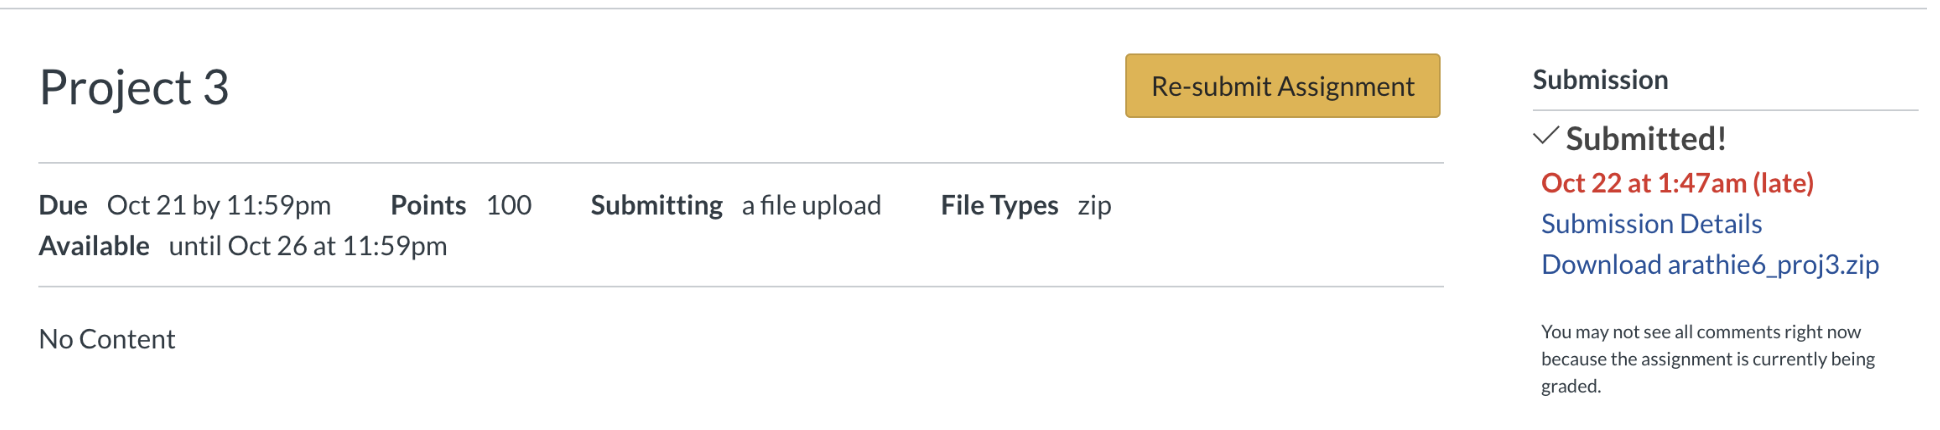 Project 3
Re-submit Assignment
Due Oct 21 by 11:59pm Points 100 Submitting a file upload File Types zip
Available until Oct 26 at 11:59pm
No Content
Submission
✓ Submitted!
Oct 22 at 1:47am (late)
Submission Details
Download arathie6_proj3.zip
You may not see all comments right now
because the assignment is currently being
graded.